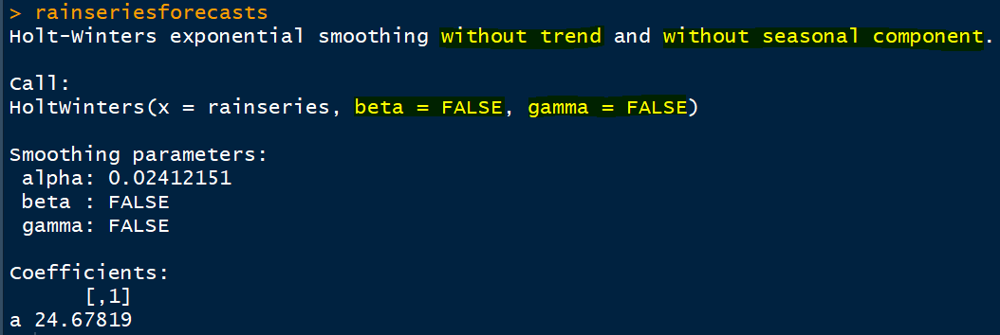 > rainseriesforecasts
Holt-Winters exponential smoothing without trend and without seasonal component.
Call:
HoltWinters(x = rainseries, beta = FALSE, gamma = FALSE)
Smoothing parameters:
 alpha: 0.02412151
 beta : FALSE
 gamma: FALSE
Coefficients:
      [,1]
a 24.67819